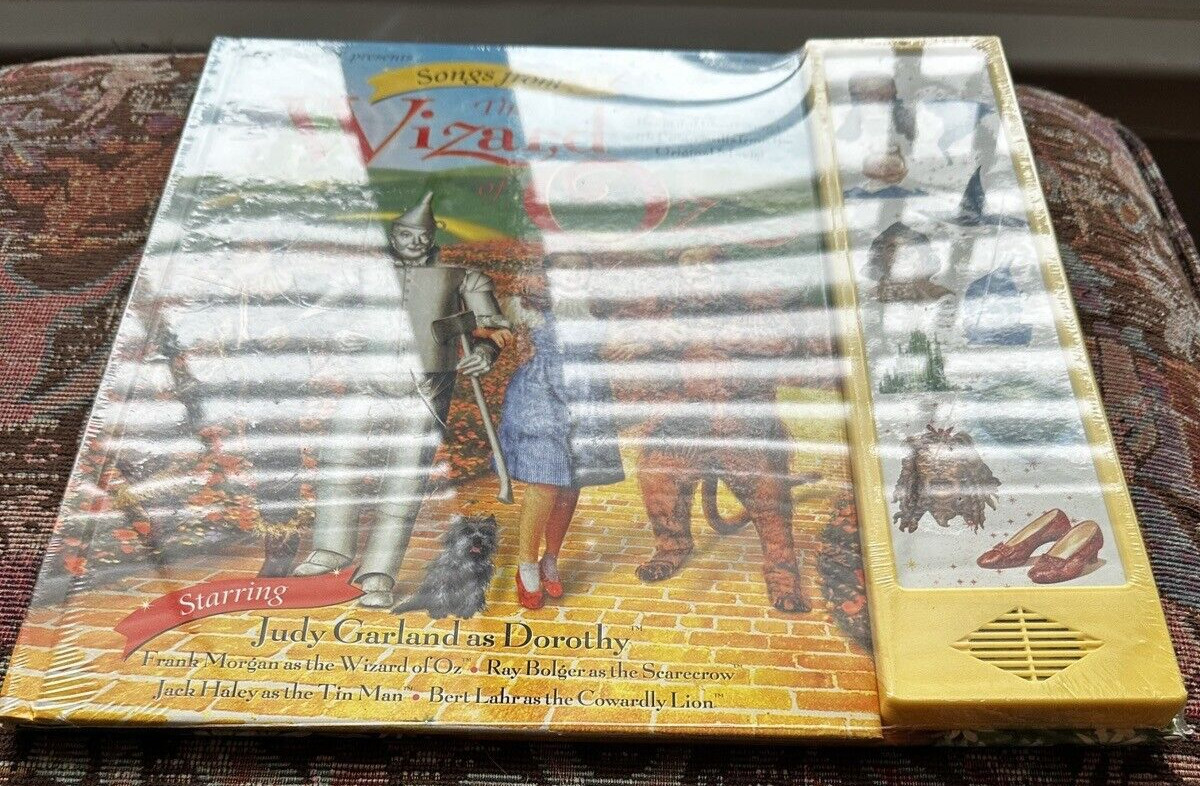 presents
Songs from
The
Wizard
of Oz
Starring
Judy Garland as Dorothy™
Frank Morgan as the Wizard of Oz™ • Ray Bolger as the Scarecrow™
Jack Haley as the Tin Man™ • Bert Lahr as the Cowardly Lion™